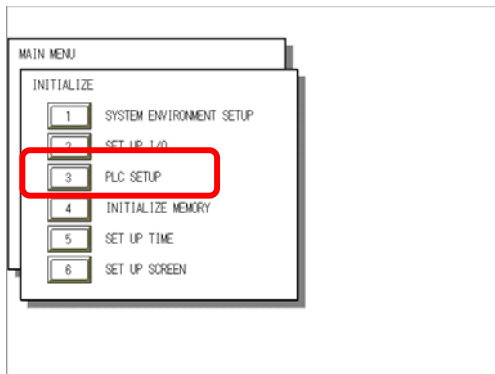 MAIN MENU
INITIALIZE
1 SYSTEM ENVIRONMENT SETUP
2 SET UP I/O
3 PLC SETUP
4 INITIALIZE MEMORY
5 SET UP TIME
6 SET UP SCREEN